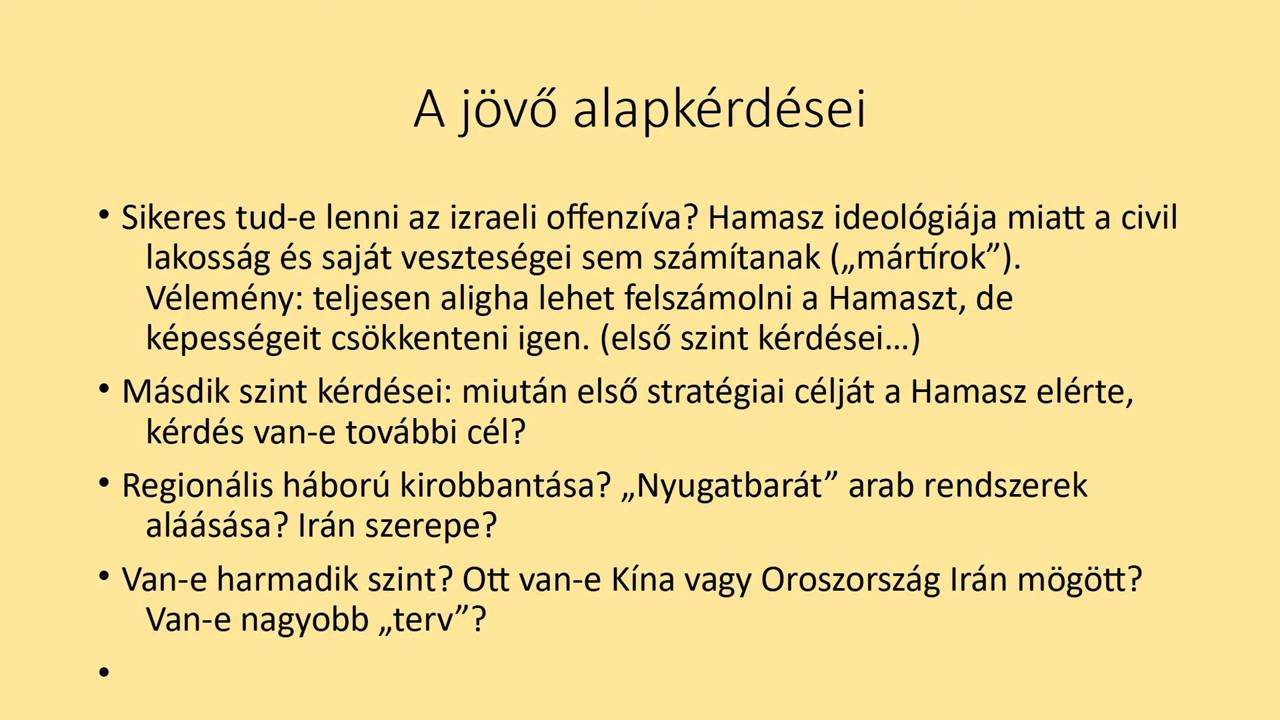 A jövő alapkérdései
• Sikeres tud-e lenni az izraeli offenzíva? Hamasz ideológiája miatt a civil
lakosság és saját veszteségei sem számítanak („mártírok”).
Vélemény: teljesen aligha lehet felszámolni a Hamaszt, de
képességeit csökkenteni igen. (első szint kérdései…)
• Másdik szint kérdései: miután első stratégiai célját a Hamasz elérte,
kérdés van-e további cél?
• Regionális háború kirobbantása? „Nyugatbarát” arab rendszerek
aláásása? Irán szerepe?
• Van-e harmadik szint? Ott van-e Kína vagy Oroszország Irán mögött?
Van-e nagyobb „terv”?
•